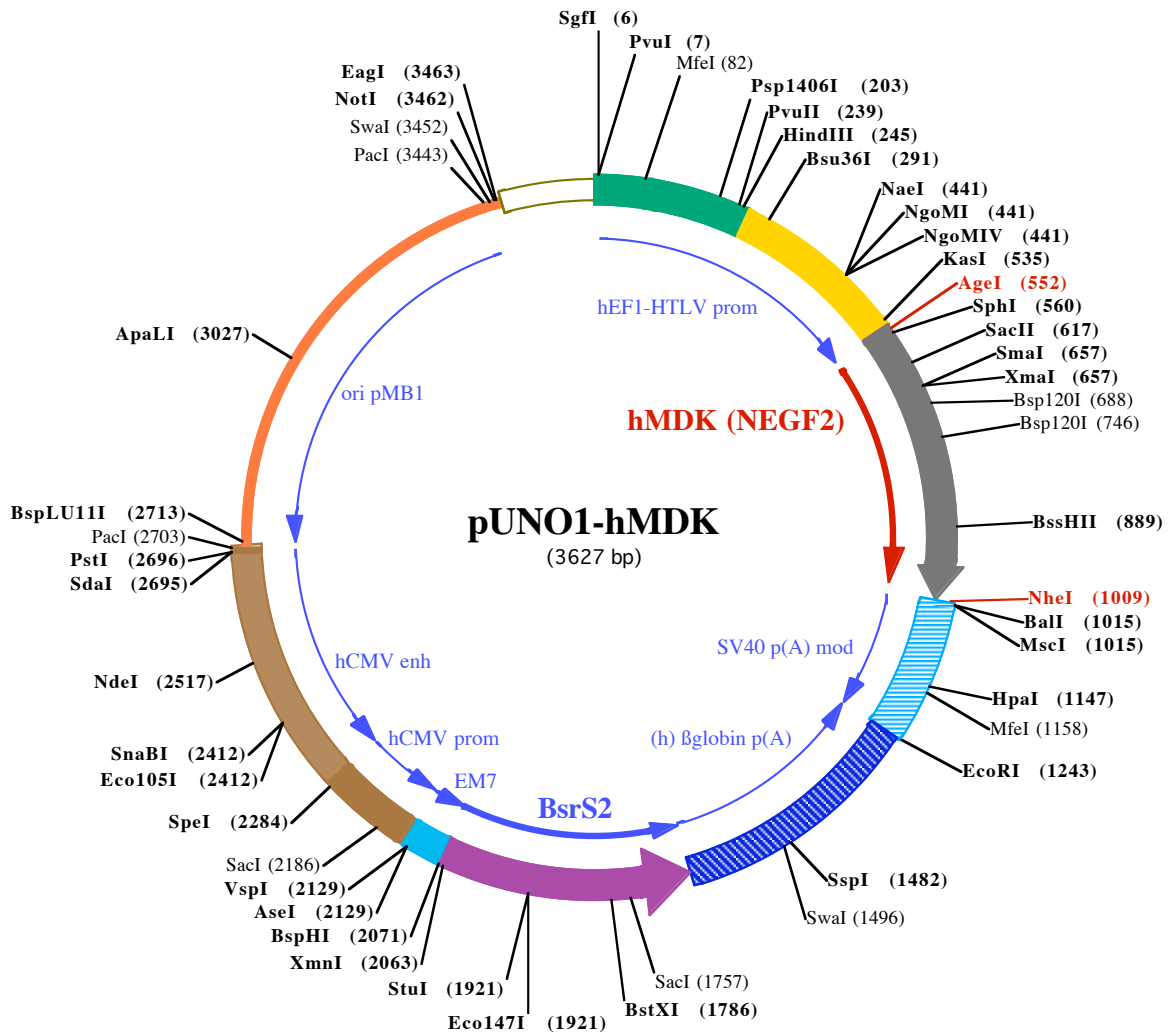 SgfI (6)
PvuI (7)
MfeI (82)
Psp1406I (203)
PvuII (239)
HindIII (245)
Bsu36I (291)
NaeI (441)
NgoMI (441)
NgoMIV (441)
KasI (535)
AgeI (552)
SphI (560)
SacII (617)
SmaI (657)
XmaI (657)
Bsp120I (688)
Bsp120I (746)
BssHII (889)
NheI (1009)
BalI (1015)
MscI (1015)
HpaI (1147)
MfeI (1158)
EcoRI (1243)
SspI (1482)
SwaI (1496)
SacI (1757)
BstXI (1786)
Eco147I (1921)
StuI (1921)
XmnI (2063)
BspHI (2071)
AseI (2129)
VspI (2129)
SacI (2186)
SpeI (2284)
Eco105I (2412)
SnaBI (2412)
NdeI (2517)
SdaI (2695)
PstI (2696)
PacI (2703)
BspLU11I (2713)
ApaLI (3027)
PacI (3443)
SwaI (3452)
NotI (3462)
EagI (3463)
hEF1-HTLV prom
hMDK (NEGF2)
SV40 p(A) mod
(h) ßglobin p(A)
BsrS2
EM7
hCMV prom
hCMV enh
ori pMB1
pUNO1-hMDK
(3627 bp)